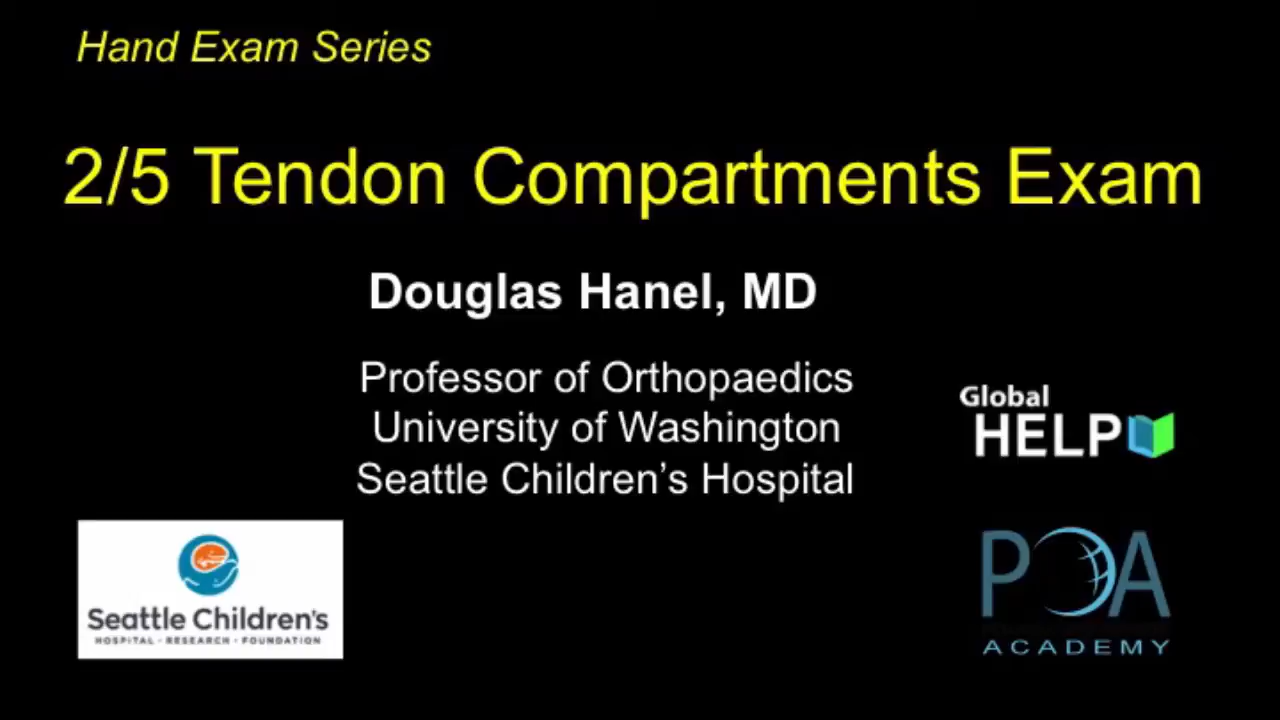 Hand Exam Series
2/5 Tendon Compartments Exam
Douglas Hanel, MD
Professor of Orthopaedics
University of Washington
Seattle Children’s Hospital
Global
HELP
Seattle Children's
HOSPITAL · RESEARCH · FOUNDATION
POA
ACADEMY